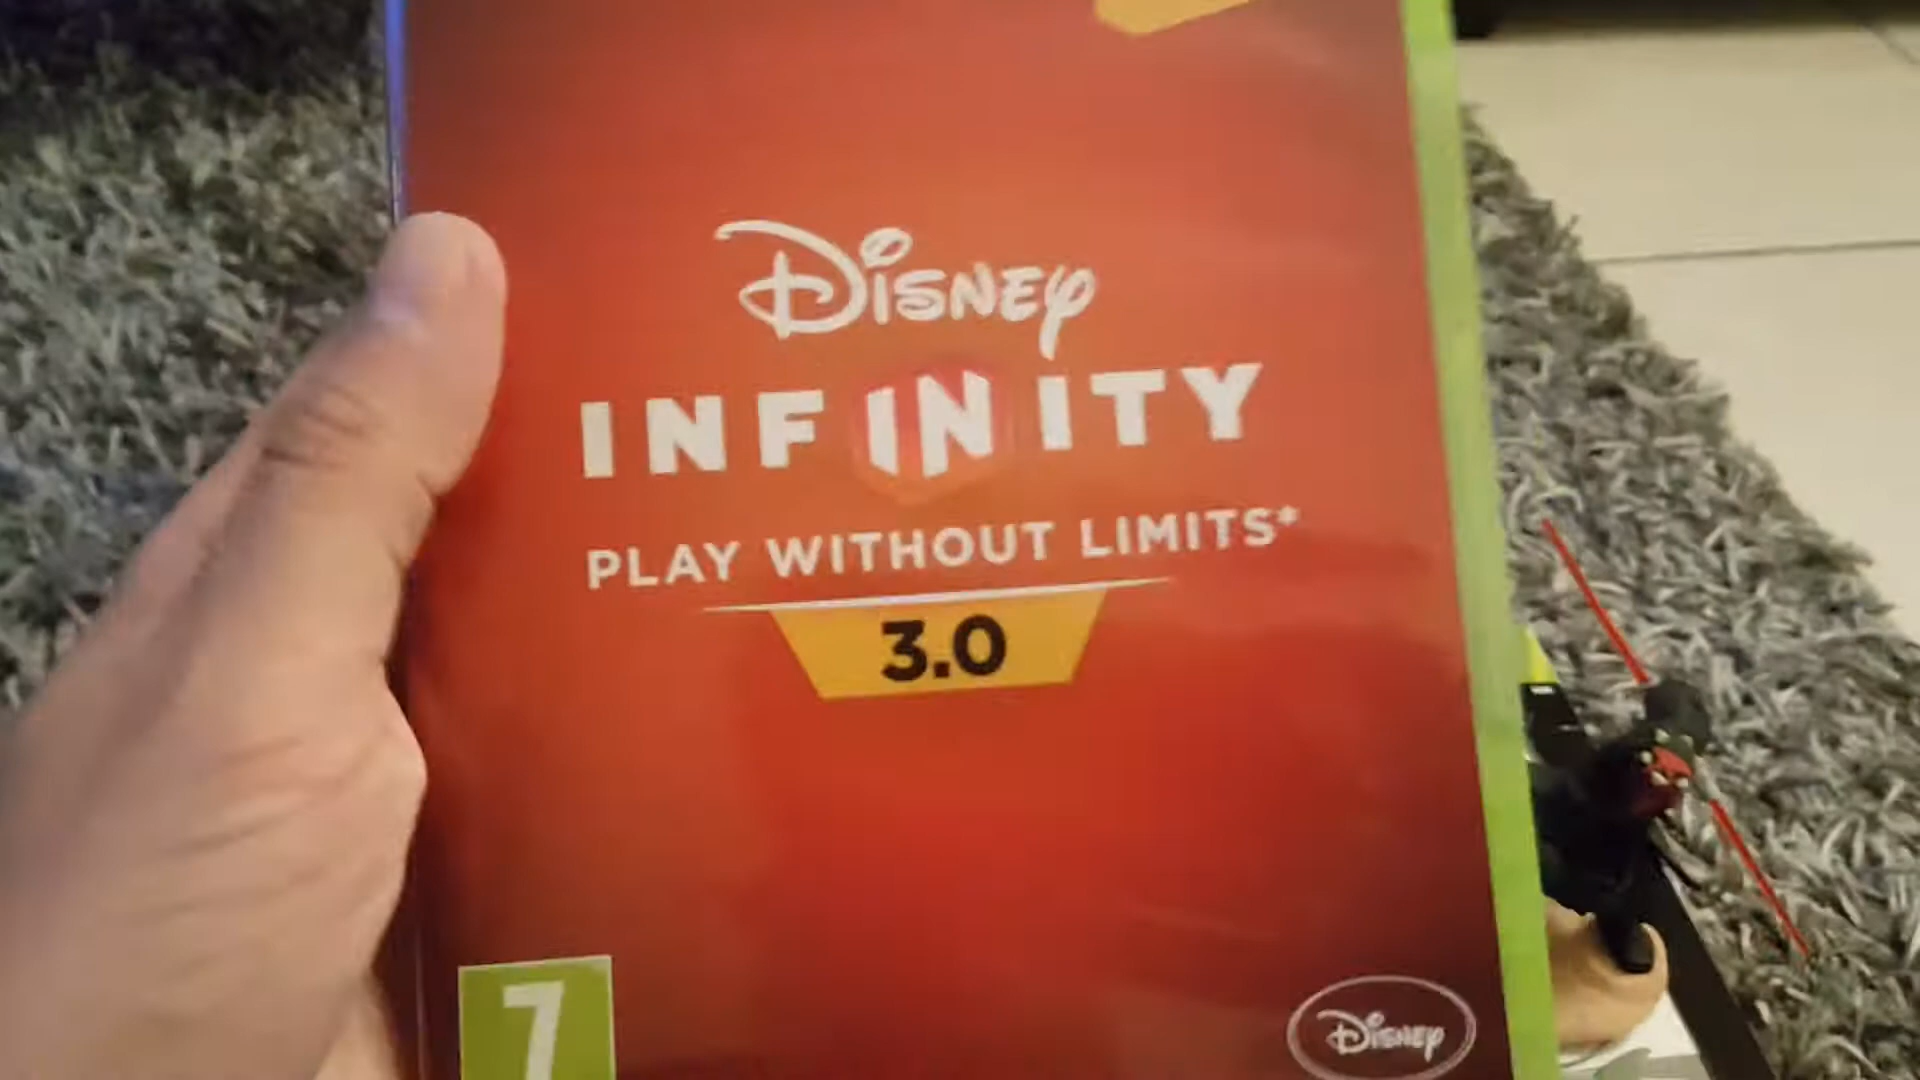 Disney
INFINITY
PLAY WITHOUT LIMITS*
3.0
7
Disney